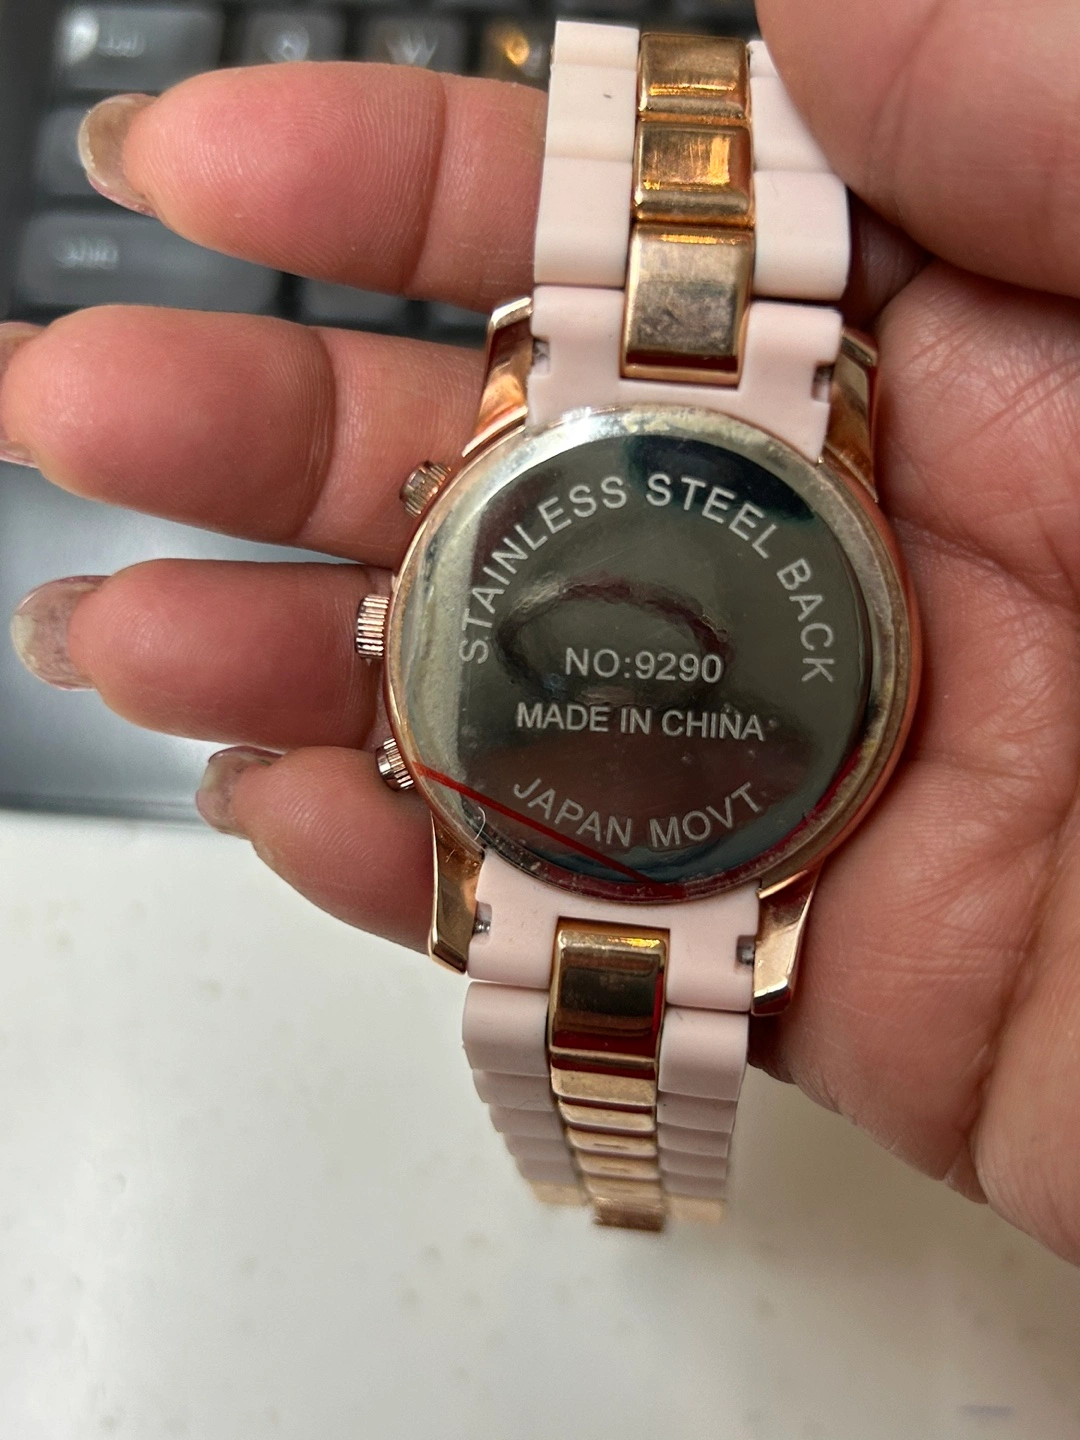 STAINLESS STEEL BACK
NO:9290
MADE IN CHINA
JAPAN MOVT